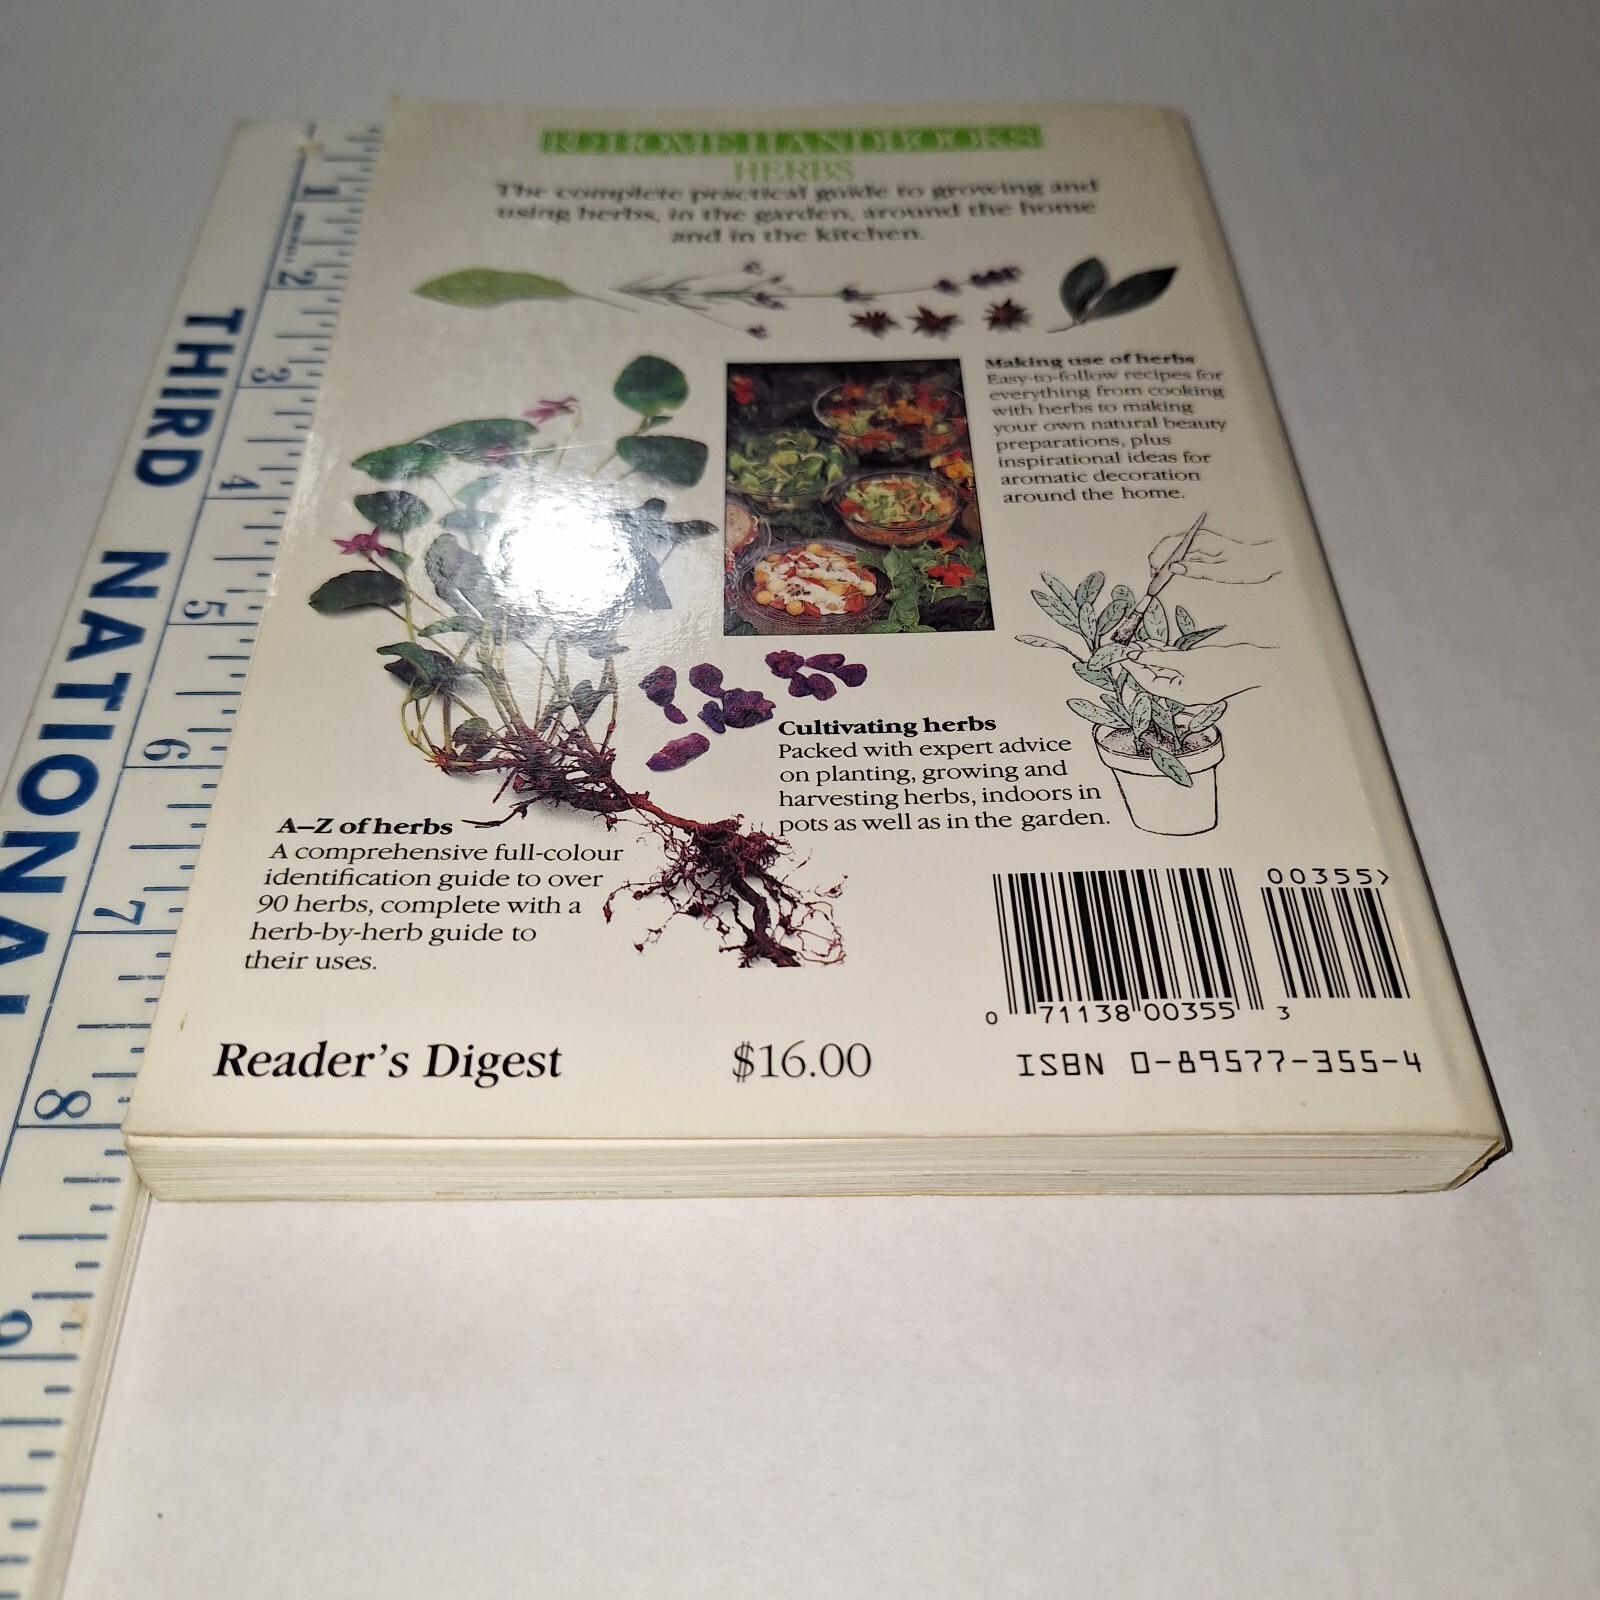 RD HOME HANDBOOKS
HERBS
The complete practical guide to growing and
using herbs, in the garden, around the home
and in the kitchen.
Making use of herbs
Easy-to-follow recipes for
everything from cooking
with herbs to making
your own natural beauty
preparations, plus
inspirational ideas for
aromatic decoration
around the home.
Cultivating herbs
Packed with expert advice
on planting, growing and
harvesting herbs, indoors in
pots as well as in the garden.
A–Z of herbs
A comprehensive full-colour
identification guide to over
90 herbs, complete with a
herb-by-herb guide to
their uses.
00355>
0 71138 00355 3
Reader's Digest
$16.00
ISBN 0-89577-355-4
THIRD NATIONAL
1
2
3
4
5
6
7
8
9